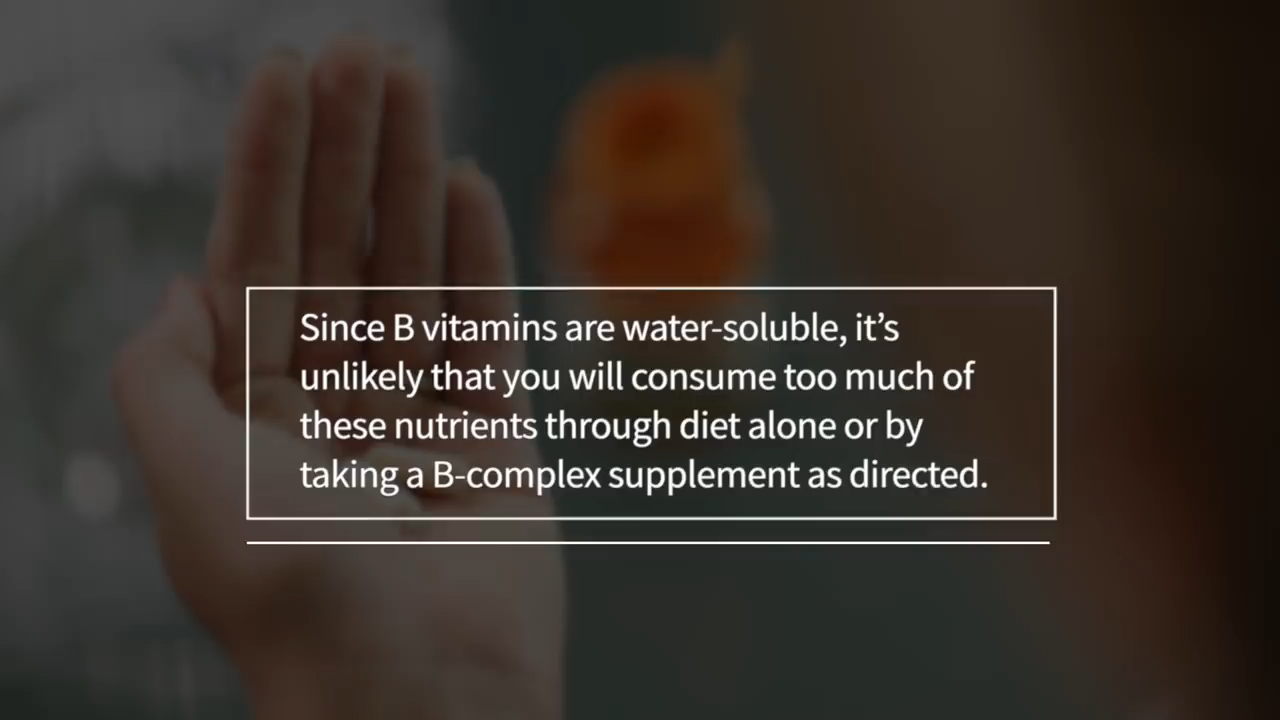 Since B vitamins are water-soluble, it’s
unlikely that you will consume too much of
these nutrients through diet alone or by
taking a B-complex supplement as directed.